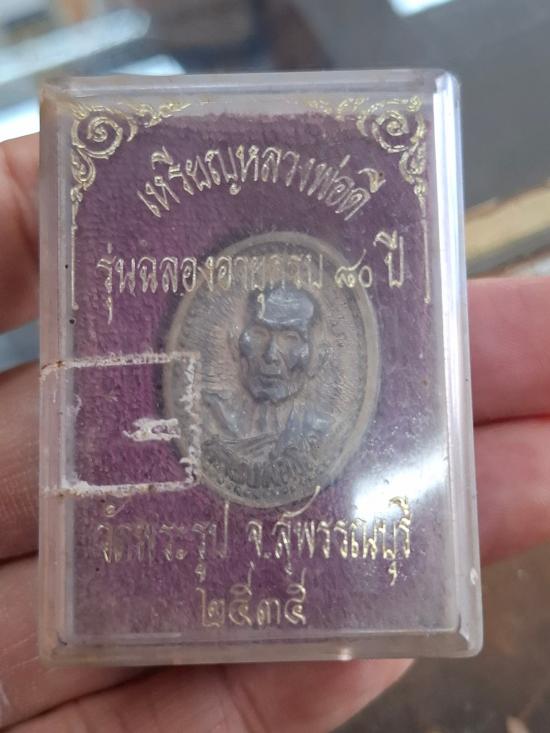 เหรียญหลวงพ่อดี
รุ่นฉลองอายุครบ ๘๐ ปี
วัดพระรูป จ.สุพรรณบุรี
๒๕๓๕